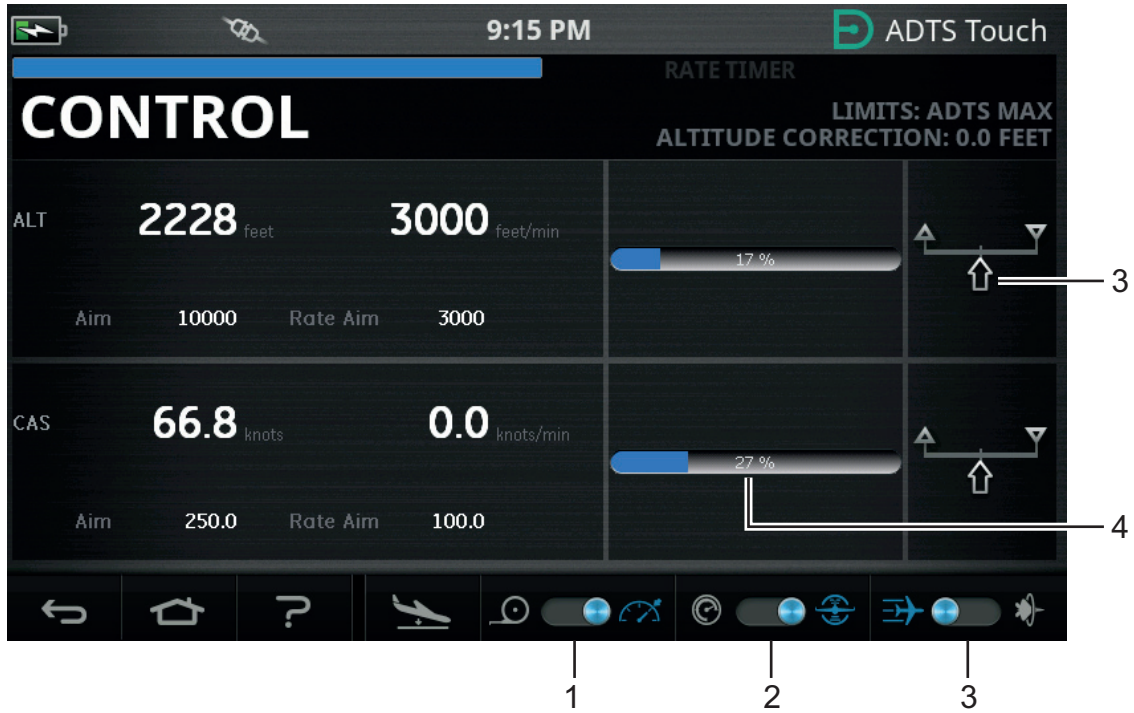 9:15 PM
ADTS Touch
RATE TIMER
CONTROL
LIMITS: ADTS MAX
ALTITUDE CORRECTION: 0.0 FEET
ALT 2228 feet 3000 feet/min
17 %
3
Aim 10000 Rate Aim 3000
CAS 66.8 knots 0.0 knots/min
27 %
Aim 250.0 Rate Aim 100.0
4
?
1 2 3